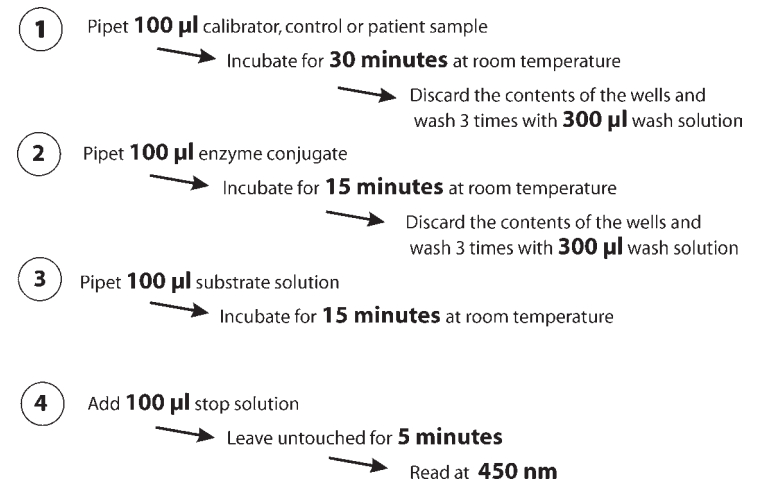 1 Pipet 100 µl calibrator, control or patient sample
Incubate for 30 minutes at room temperature
Discard the contents of the wells and
wash 3 times with 300 µl wash solution
2 Pipet 100 µl enzyme conjugate
Incubate for 15 minutes at room temperature
Discard the contents of the wells and
wash 3 times with 300 µl wash solution
3 Pipet 100 µl substrate solution
Incubate for 15 minutes at room temperature
4 Add 100 µl stop solution
Leave untouched for 5 minutes
Read at 450 nm